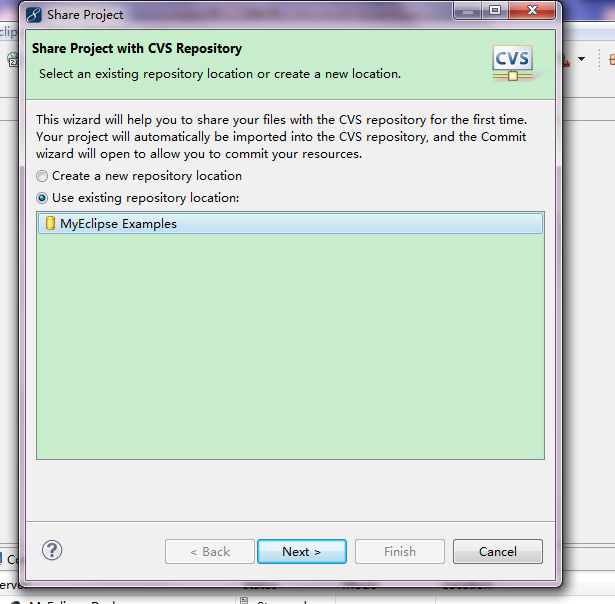 Share Project
Share Project with CVS Repository
Select an existing repository location or create a new location.
CVS
This wizard will help you to share your files with the CVS repository for the first time.
Your project will automatically be imported into the CVS repository, and the Commit
wizard will open to allow you to commit your resources.
Create a new repository location
Use existing repository location:
MyEclipse Examples
< Back
Next >
Finish
Cancel